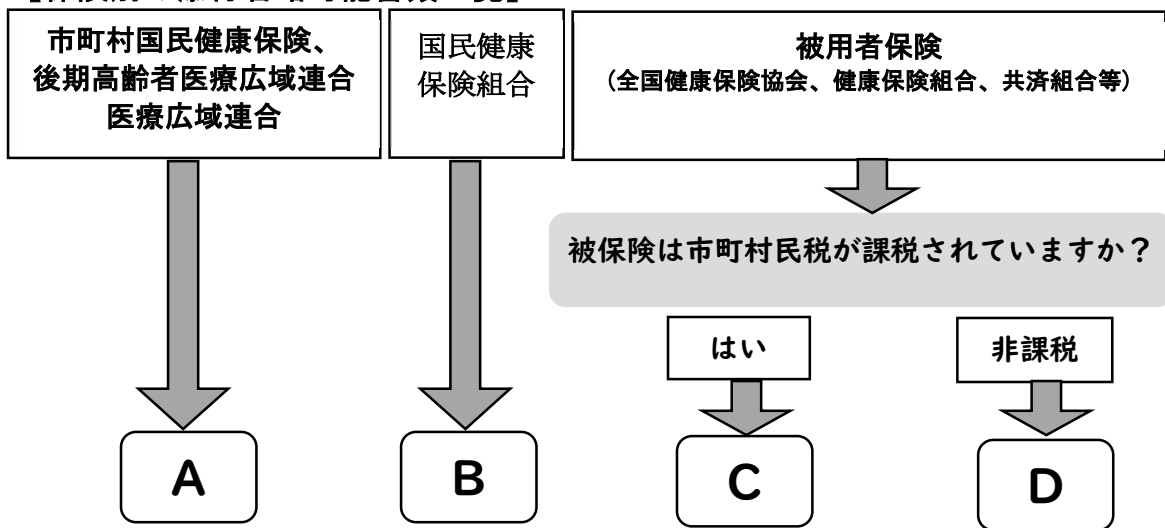 市町村国民健康保険、
後期高齢者医療広域連合
医療広域連合
国民健康
保険組合
被用者保険
（全国健康保険協会、健康保険組合、共済組合等）
被保険は市町村民税が課税されていますか？
はい
非課税
A
B
C
D